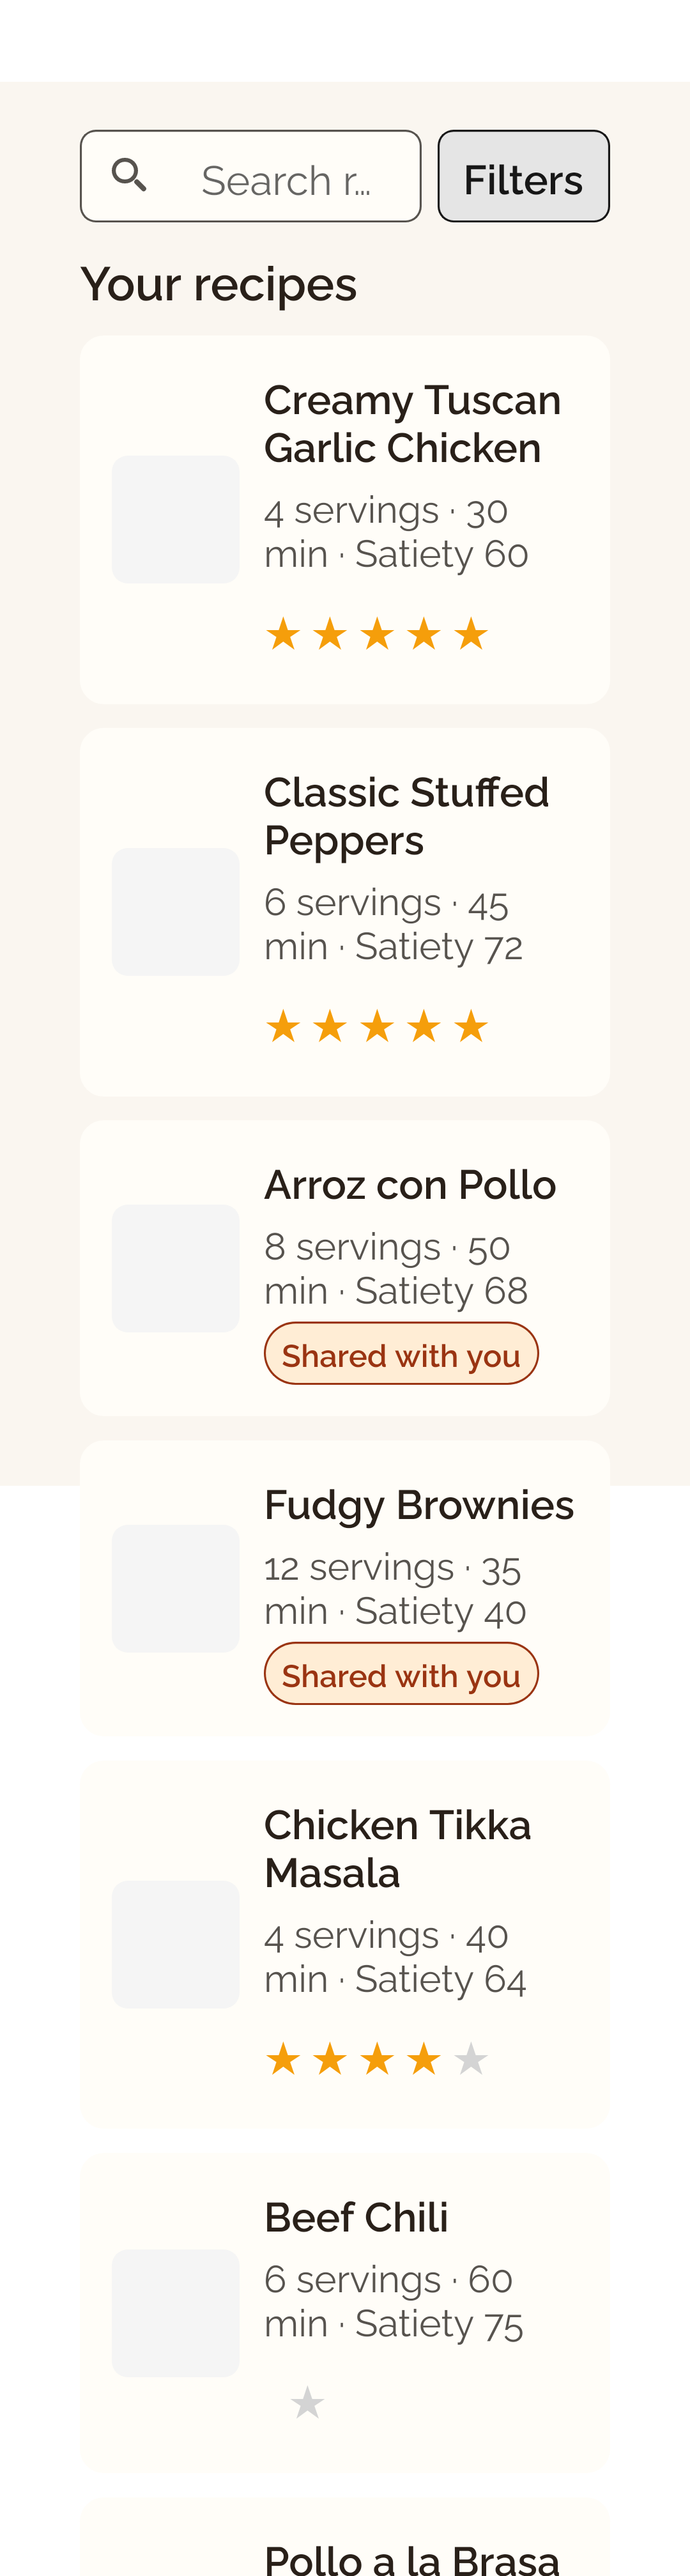 Search r...
Filters
Your recipes
Creamy Tuscan
Garlic Chicken
4 servings · 30
min · Satiety 60
★★★★★
Classic Stuffed
Peppers
6 servings · 45
min · Satiety 72
★★★★★
Arroz con Pollo
8 servings · 50
min · Satiety 68
Shared with you
Fudgy Brownies
12 servings · 35
min · Satiety 40
Shared with you
Chicken Tikka
Masala
4 servings · 40
min · Satiety 64
★★★★★
Beef Chili
6 servings · 60
min · Satiety 75
★
Pollo a la Brasa